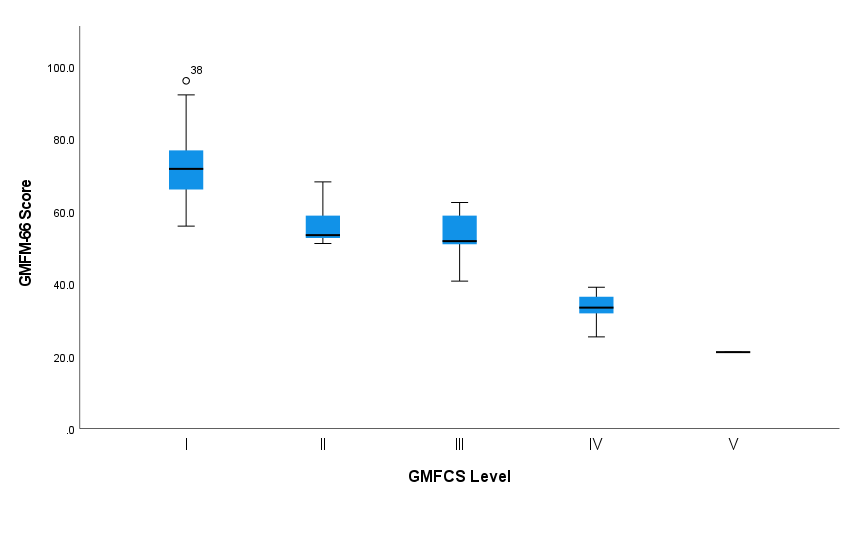 38
100.0
80.0
60.0
40.0
20.0
.0
GMFM-66 Score
I II III IV V
GMFCS Level